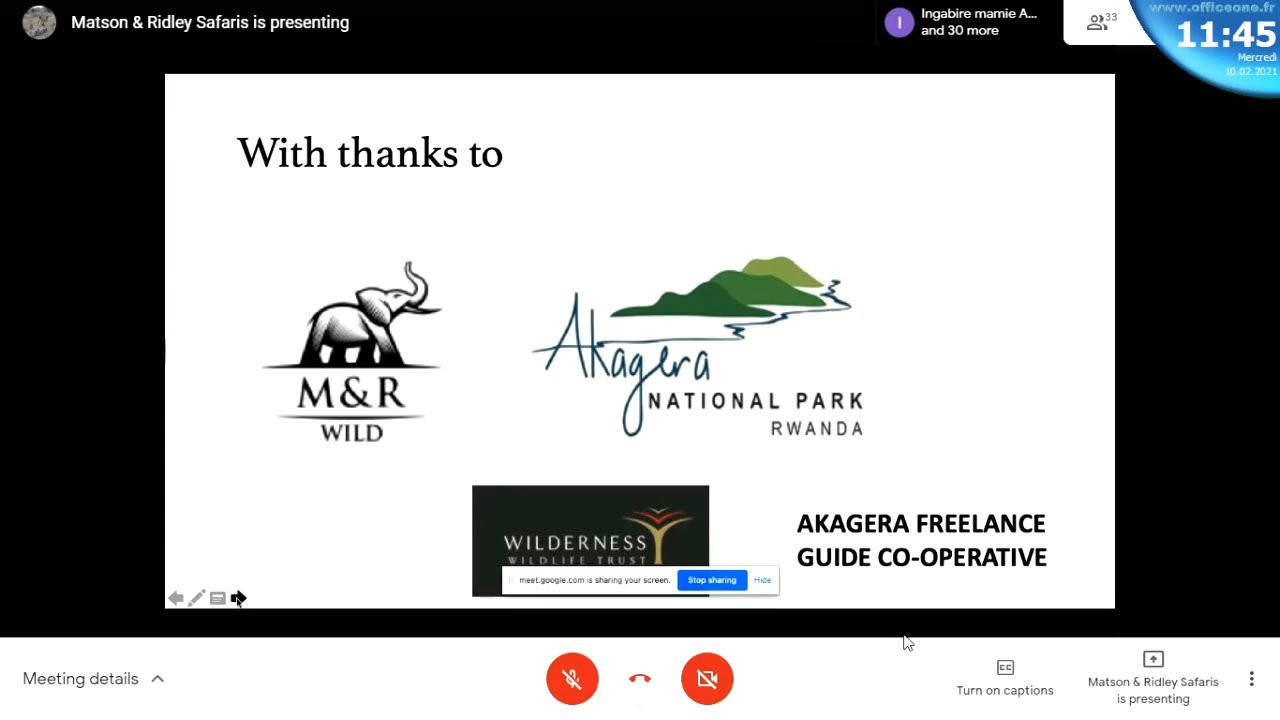 Matson & Ridley Safaris is presenting
I
Ingabire mamie A...
and 30 more
33
www.officeone.fr
11:45
Mercredi
10.02.2021
With thanks to
M&R
WILD
Akagera
NATIONAL PARK
RWANDA
WILDERNESS
WILDLIFE TRUST
AKAGERA FREELANCE
GUIDE CO-OPERATIVE
meet.google.com is sharing your screen.
Stop sharing
Hide
Meeting details
CC
Turn on captions
Matson & Ridley Safaris
is presenting